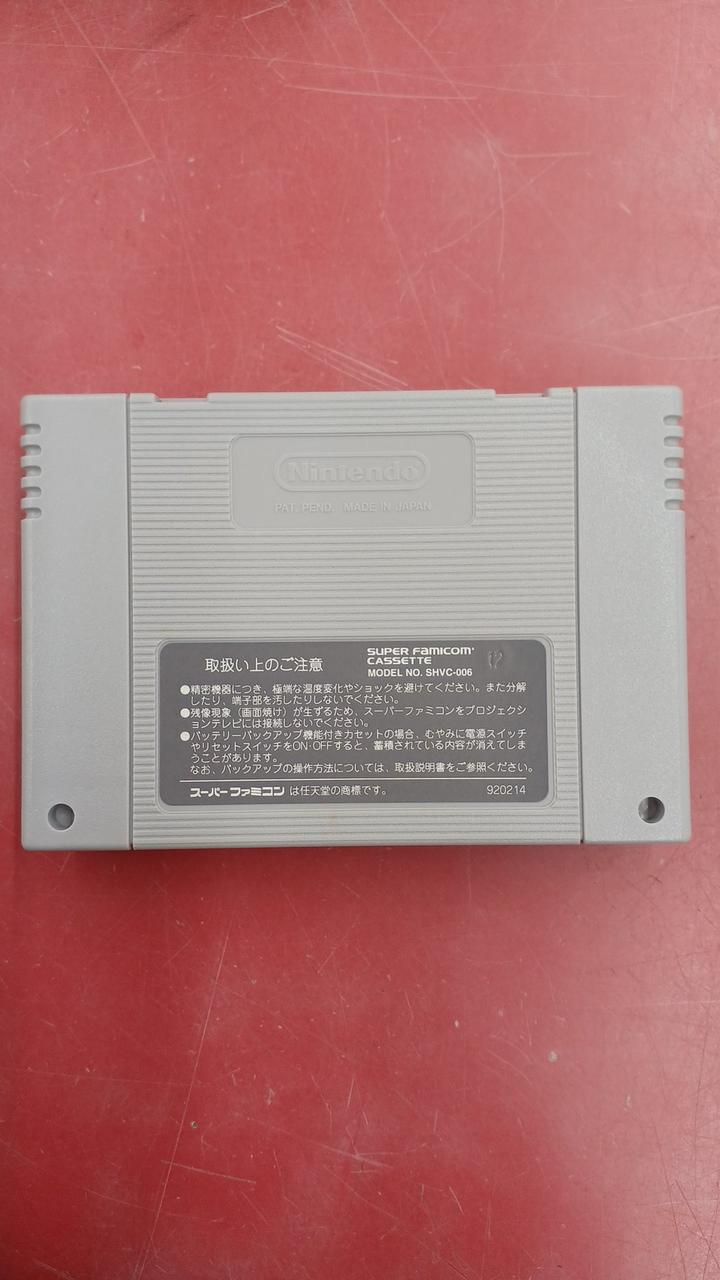 Nintendo
PAT. PEND. MADE IN JAPAN
取扱い上のご注意
SUPER FAMICOM
CASSETTE
MODEL NO. SHVC-006
12
●精密機器につき、極端な温度変化やショックを避けてください。また分解
したり、端子部を汚したりしないでください。
●残像現象（画面焼け）が生ずるため、スーパーファミコンをプロジェクシ
ョンテレビには接続しないでください。
●バッテリーバックアップ機能付きカセットの場合、むやみに電源スイッチ
やリセットスイッチをON・OFFすると、蓄積されている内容が消えてしま
うことがあります。
なお、バックアップの操作方法については、取扱説明書をご参照ください。
スーパーファミコンは任天堂の商標です。 920214